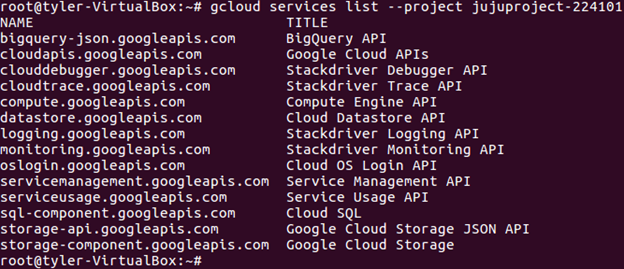 root@tyler-VirtualBox:~# gcloud services list --project jujuproject-224101
NAME TITLE
bigquery-json.googleapis.com BigQuery API
cloudapis.googleapis.com Google Cloud APIs
clouddebugger.googleapis.com Stackdriver Debugger API
cloudtrace.googleapis.com Stackdriver Trace API
compute.googleapis.com Compute Engine API
datastore.googleapis.com Cloud Datastore API
logging.googleapis.com Stackdriver Logging API
monitoring.googleapis.com Stackdriver Monitoring API
oslogin.googleapis.com Cloud OS Login API
servicemanagement.googleapis.com Service Management API
serviceusage.googleapis.com Service Usage API
sql-component.googleapis.com Cloud SQL
storage-api.googleapis.com Google Cloud Storage JSON API
storage-component.googleapis.com Google Cloud Storage
root@tyler-VirtualBox:~#